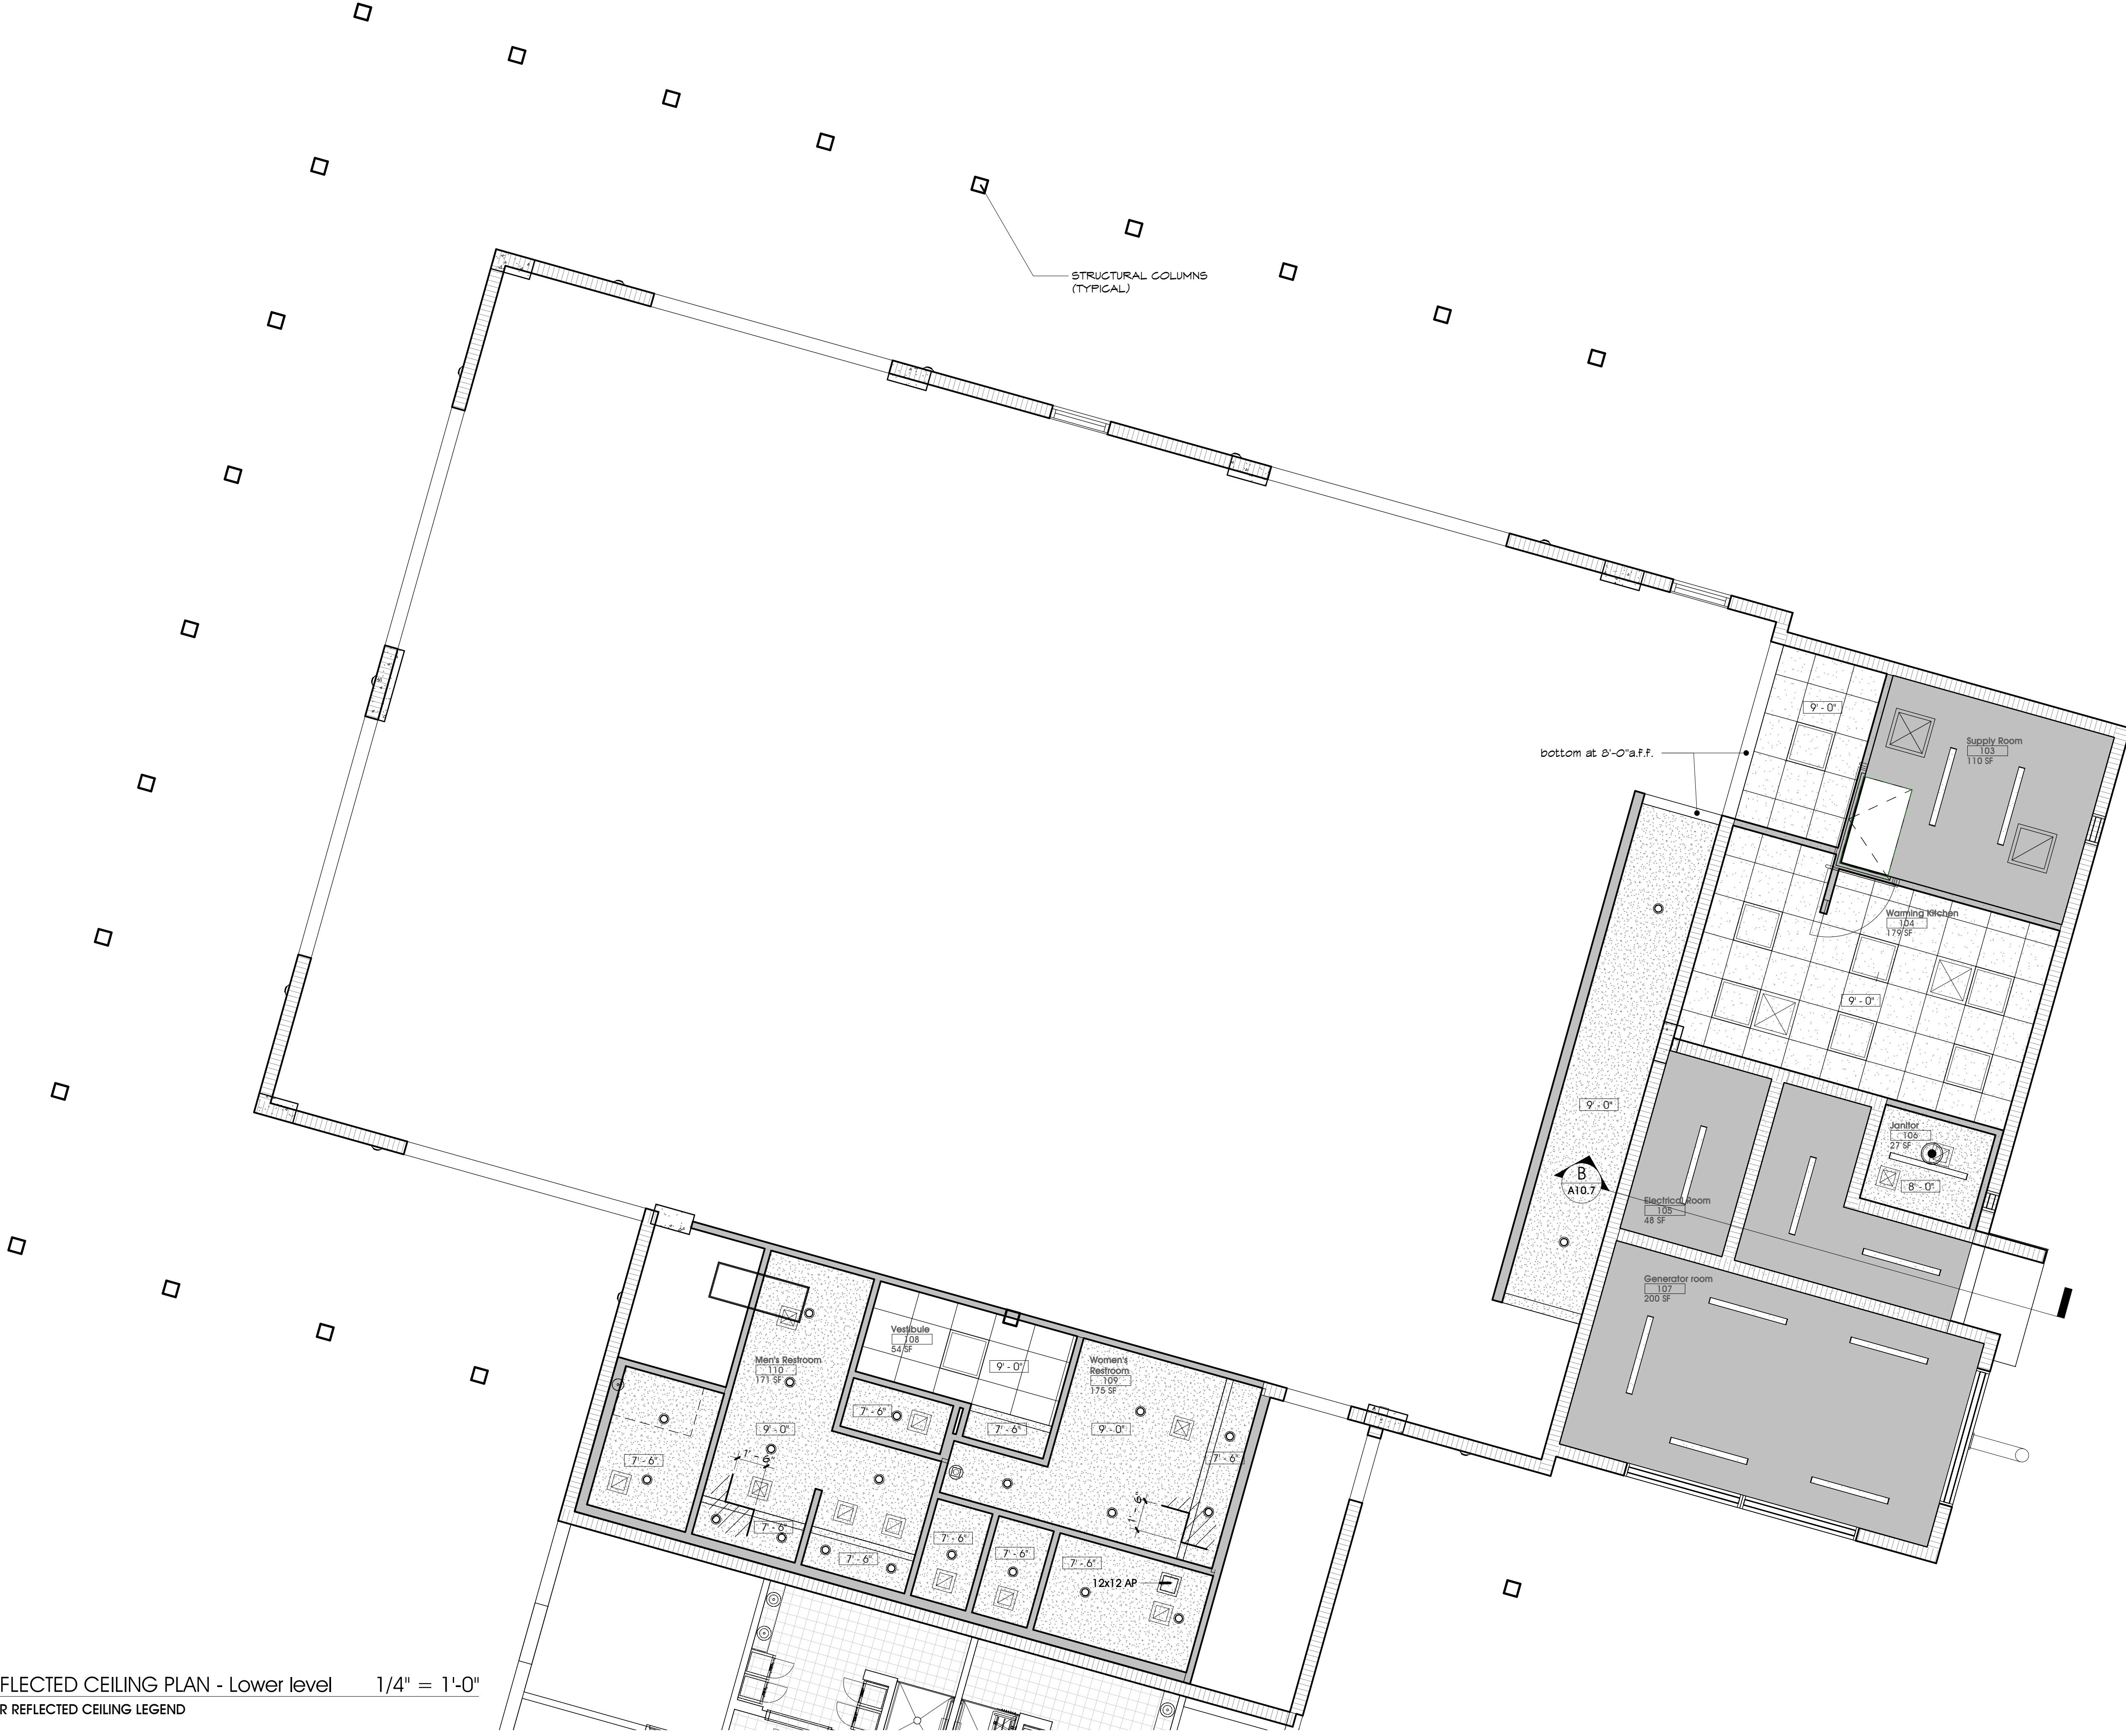 STRUCTURAL COLUMNS
(TYPICAL)
9' - 0"
Supply Room
103
110 SF
bottom at 8'-0"a.f.f.
Warming Kitchen
104
179 SF
9' - 0"
9' - 0"
Janitor
106
27 SF
8' - 0"
B
A10.7
Electrical Room
105
48 SF
Generator room
107
200 SF
Vestibule
108
54 SF
9' - 0"
Men's Restroom
110
171 SF
Women's
Restroom
109
175 SF
7' - 6"
7' - 6"
9' - 0"
9' - 0"
7' - 6"
7' - 6"
7' - 6"
7' - 6"
7' - 6"
7' - 6"
7' - 6"
7' - 6"
12x12 AP
FLECTED CEILING PLAN - Lower level 1/4" = 1'-0"
R REFLECTED CEILING LEGEND